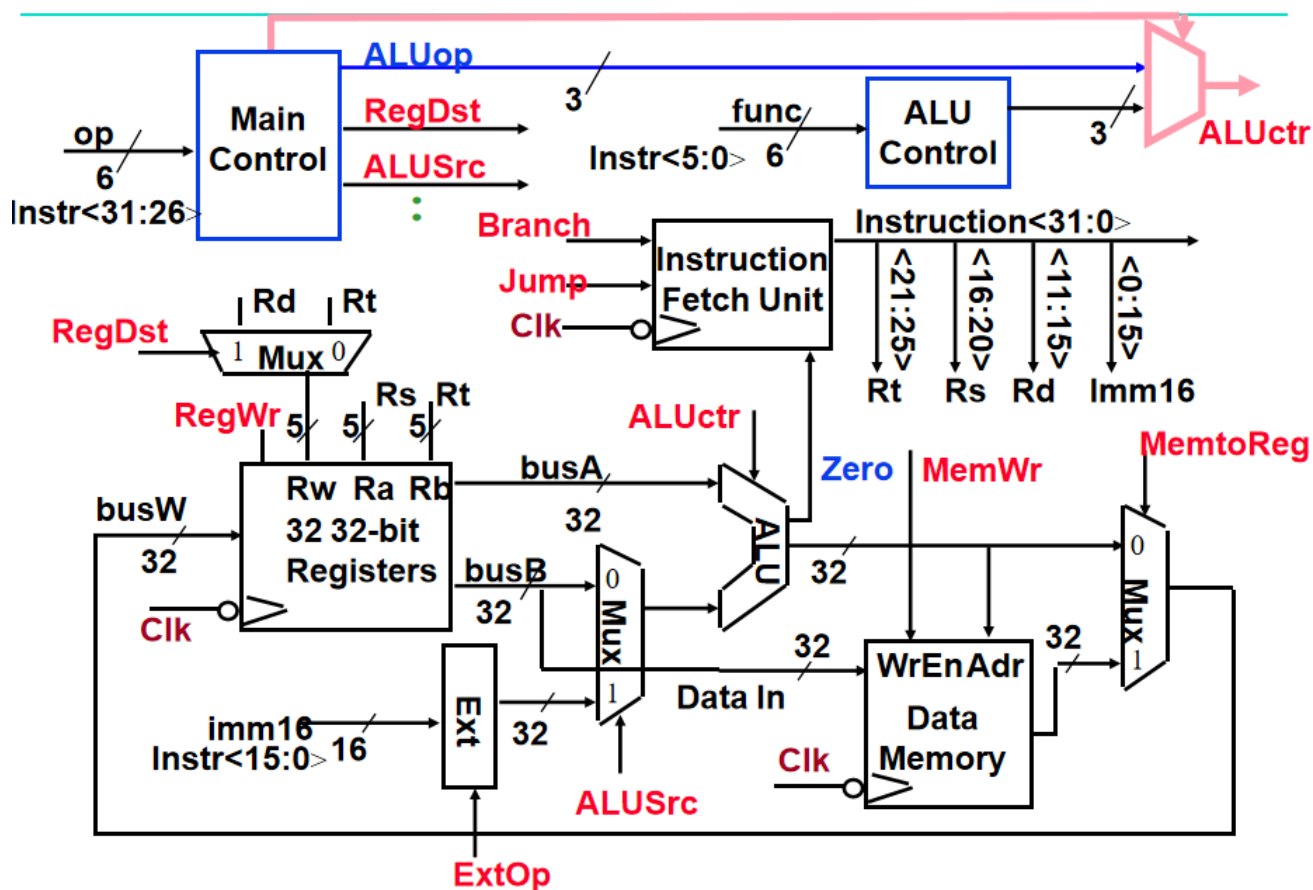 ALUop
3
RegDst
ALUSrc
:
Main
Control
op
6
Instr<31:26>
func
6
Instr<5:0>
ALU
Control
3
ALUctr
Branch
Jump
Clk
Instruction
Fetch Unit
Instruction<31:0>
<21:25>
<16:20>
<11:15>
<0:15>
Rt
Rs
Rd
Imm16
Rd
Rt
RegDst
1
Mux
0
RegWr
5
5
Rs
5
Rt
ALUctr
Zero
MemWr
MemtoReg
busW
32
Rw
Ra
Rb
32 32-bit
Registers
Clk
busA
32
busB
32
0
Mux
1
ALU
32
0
Mux
1
32
Data In
32
WrEn
Adr
Data
Memory
Clk
imm16
Instr<15:0>
16
Ext
32
ALUSrc
ExtOp